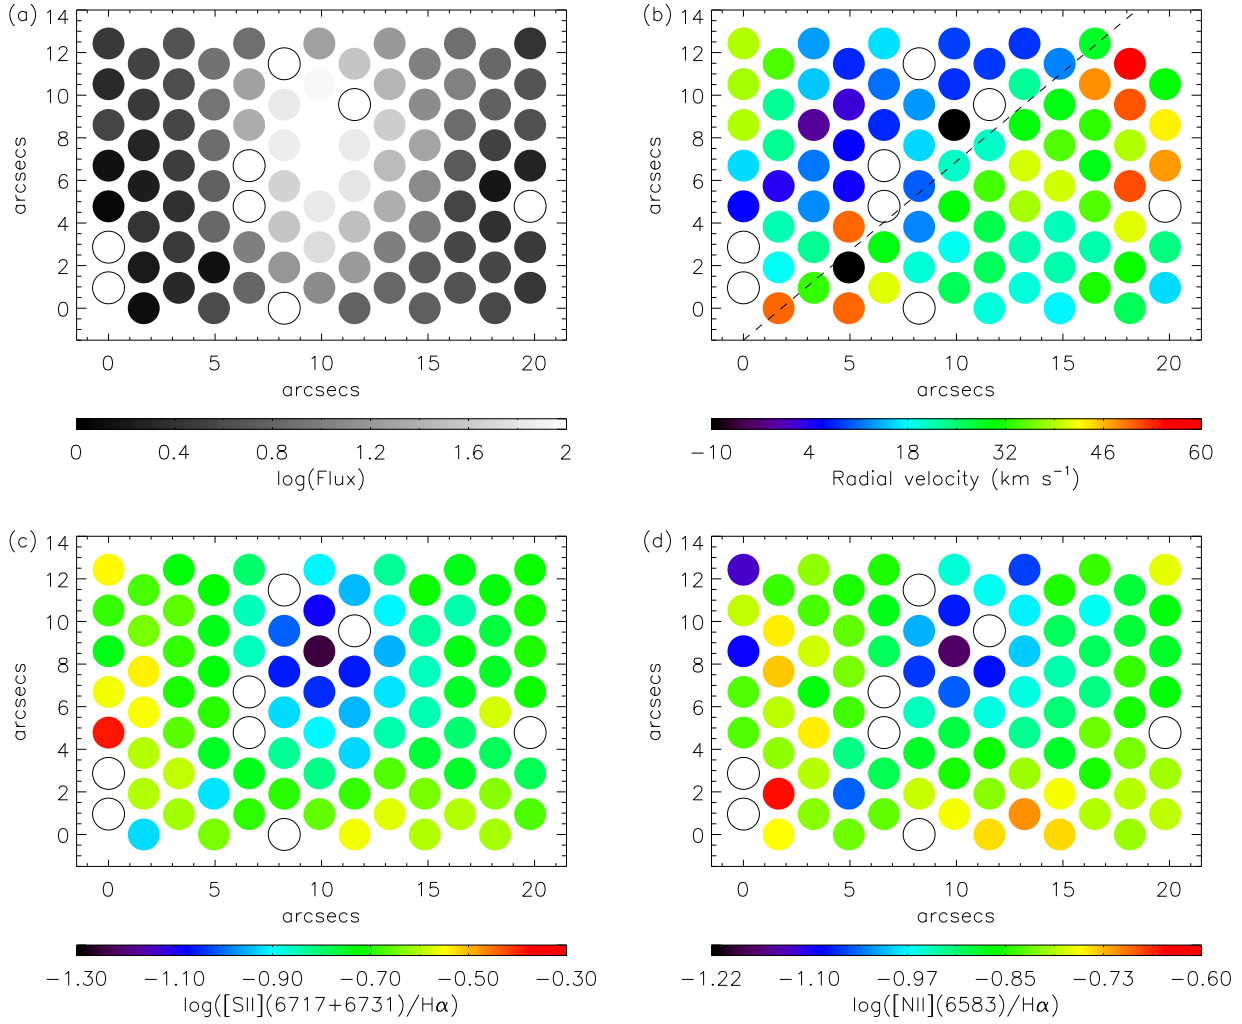 (a)
14
12
10
8
6
4
2
0
arcsecs
0 5 10 15 20
arcsecs
0 0.4 0.8 1.2 1.6 2
log(Flux)
(b)
14
12
10
8
6
4
2
0
arcsecs
0 5 10 15 20
arcsecs
−10 4 18 32 46 60
Radial velocity (km s⁻¹)
(c)
14
12
10
8
6
4
2
0
arcsecs
0 5 10 15 20
arcsecs
−1.30 −1.10 −0.90 −0.70 −0.50 −0.30
log([SII](6717+6731)/Hα)
(d)
14
12
10
8
6
4
2
0
arcsecs
0 5 10 15 20
arcsecs
−1.22 −1.10 −0.97 −0.85 −0.73 −0.60
log([NII](6583)/Hα)